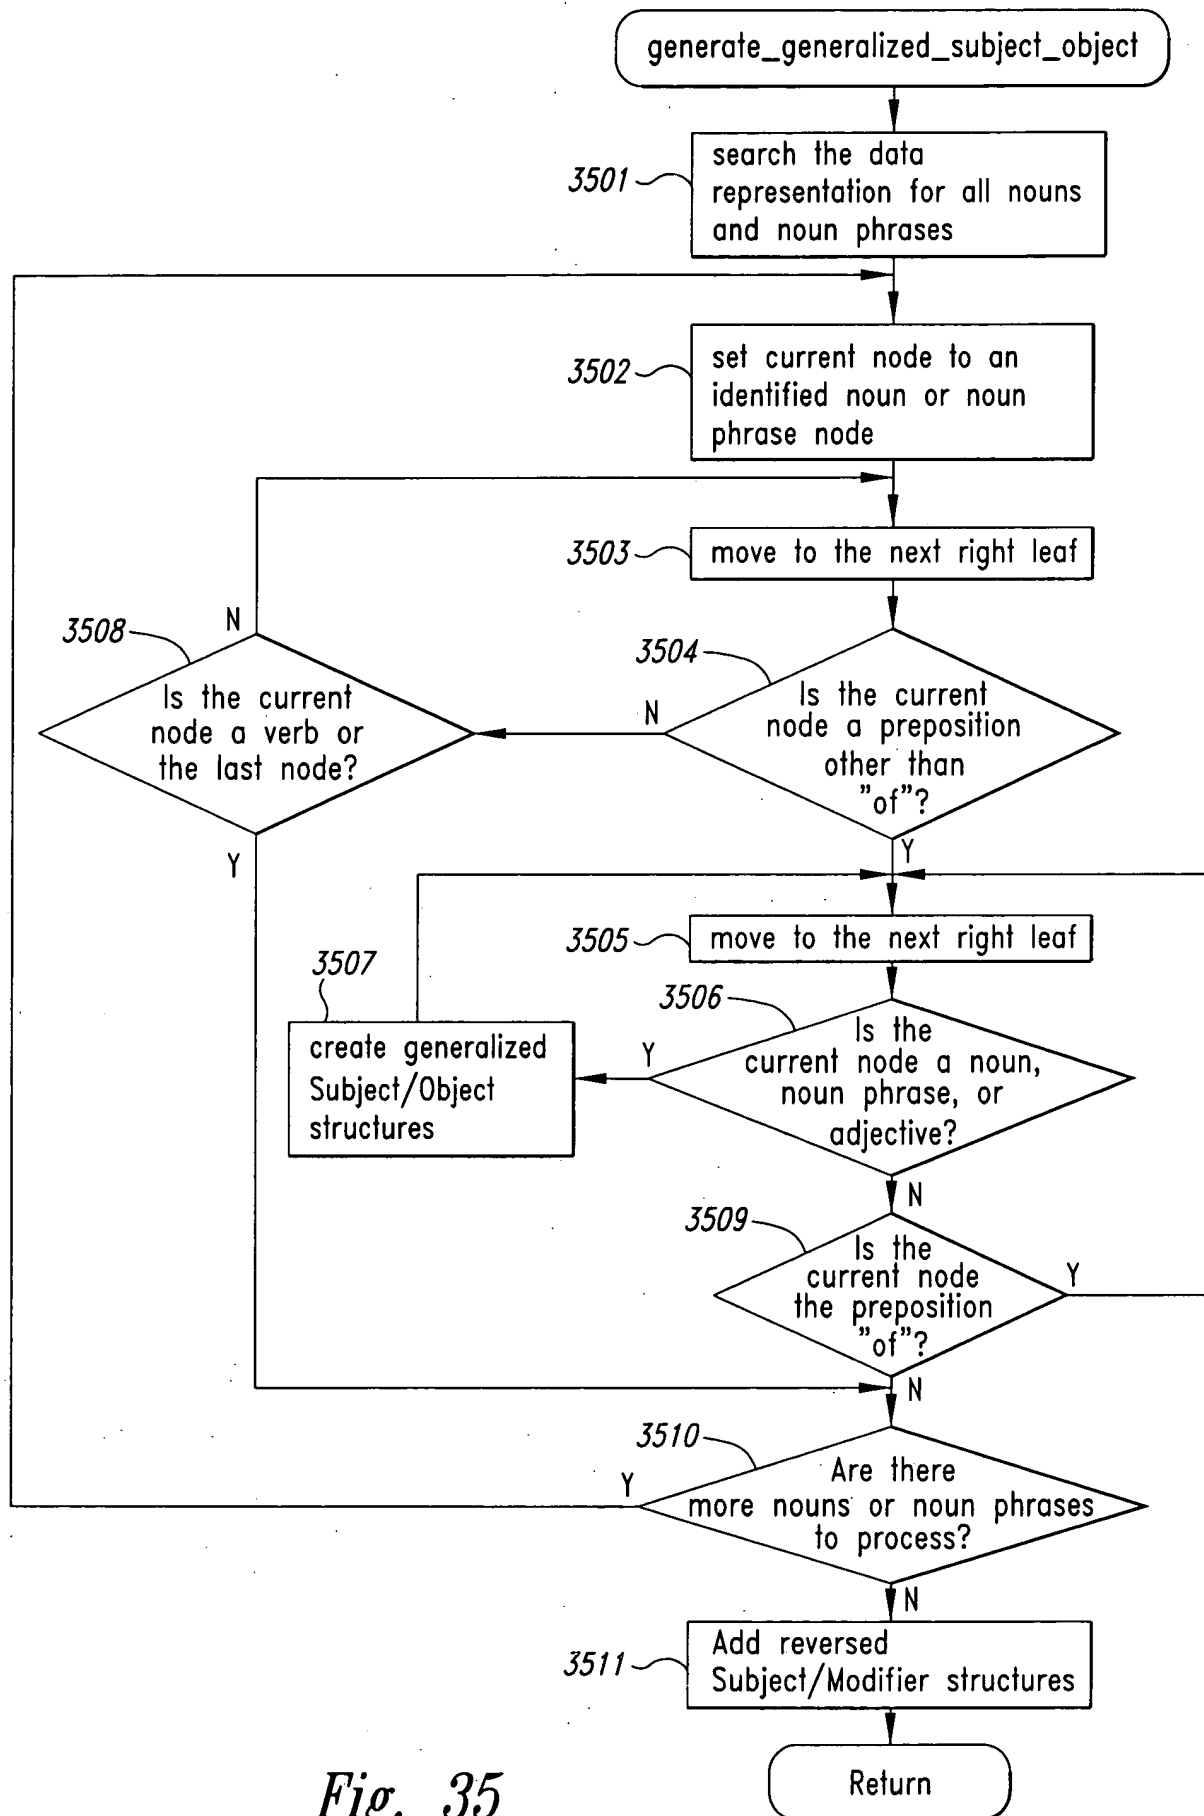 generate_generalized_subject_object
3501
search the data
representation for all nouns
and noun phrases
3502
set current node to an
identified noun or noun
phrase node
3503
move to the next right leaf
3508
N
Is the current
node a verb or
the last node?
Y
3504
N
Is the current
node a preposition
other than
"of"?
Y
3505
move to the next right leaf
3507
create generalized
Subject/Object
structures
3506
Y
Is the
current node a noun,
noun phrase, or
adjective?
N
3509
Is the
current node
the preposition
"of"?
Y
N
3510
Y
Are there
more nouns or noun phrases
to process?
N
3511
Add reversed
Subject/Modifier structures
Return
Fig. 35